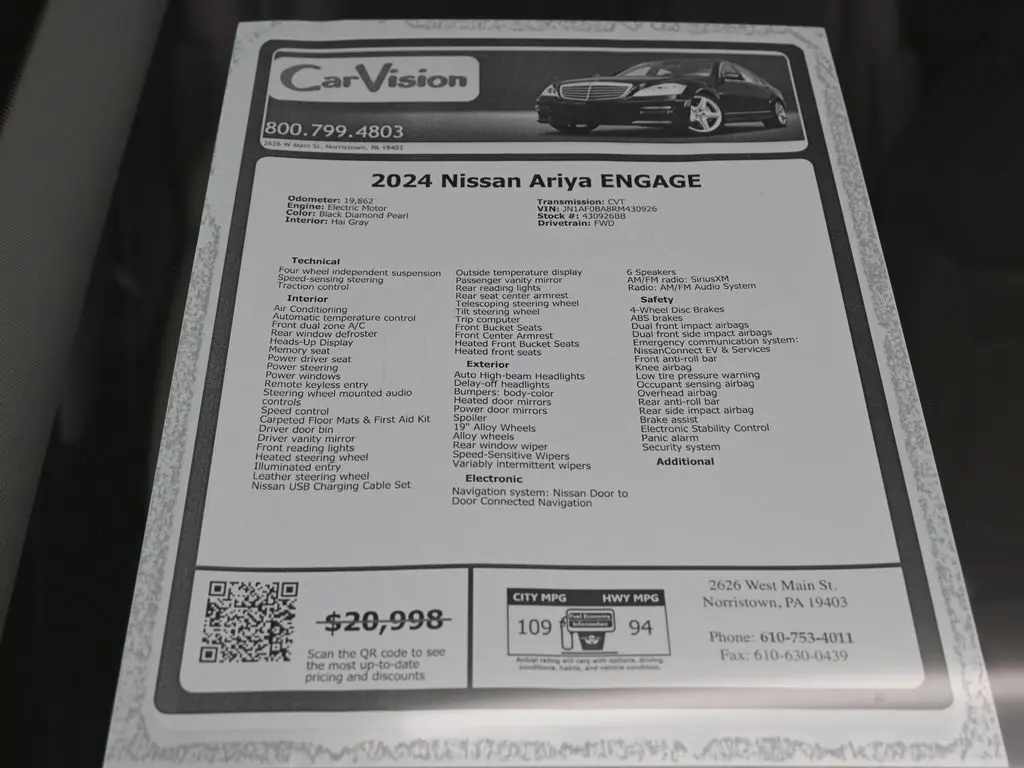 CarVision
800.799.4803
2626 W Main St, Norristown, PA 19403
2024 Nissan Ariya ENGAGE
Odometer: 19,862
Engine: Electric Motor
Color: Black Diamond Pearl
Interior: Hai Gray
Transmission: CVT
VIN: JN1AF0BA8RM430926
Stock #: 430926BB
Drivetrain: FWD
Technical
Four wheel independent suspension
Speed-sensing steering
Traction control
Interior
Air Conditioning
Automatic temperature control
Front dual zone A/C
Rear window defroster
Heads-Up Display
Memory seat
Power driver seat
Power steering
Power windows
Remote keyless entry
Steering wheel mounted audio
controls
Speed control
Carpeted Floor Mats & First Aid Kit
Driver door bin
Driver vanity mirror
Front reading lights
Heated steering wheel
Illuminated entry
Leather steering wheel
Nissan USB Charging Cable Set
Outside temperature display
Passenger vanity mirror
Rear reading lights
Rear seat center armrest
Telescoping steering wheel
Tilt steering wheel
Trip computer
Front Bucket Seats
Front Center Armrest
Heated Front Bucket Seats
Heated front seats
Exterior
Auto High-beam Headlights
Delay-off headlights
Bumpers: body-color
Heated door mirrors
Power door mirrors
Spoiler
19" Alloy Wheels
Alloy wheels
Rear window wiper
Speed-Sensitive Wipers
Variably intermittent wipers
Electronic
Navigation system: Nissan Door to
Door Connected Navigation
6 Speakers
AM/FM radio: SiriusXM
Radio: AM/FM Audio System
Safety
4-Wheel Disc Brakes
ABS brakes
Dual front impact airbags
Dual front side impact airbags
Emergency communication system:
NissanConnect EV & Services
Front anti-roll bar
Knee airbag
Low tire pressure warning
Occupant sensing airbag
Overhead airbag
Rear anti-roll bar
Rear side impact airbag
Brake assist
Electronic Stability Control
Panic alarm
Security system
Additional
$20,998
Scan the QR code to see
the most up-to-date
pricing and discounts
CITY MPG
HWY MPG
109
Fuel Economy
Information
94
Actual rating will vary with options, driving
conditions, habits, and vehicle condition.
2626 West Main St.
Norristown, PA 19403
Phone: 610-753-4011
Fax: 610-630-0439